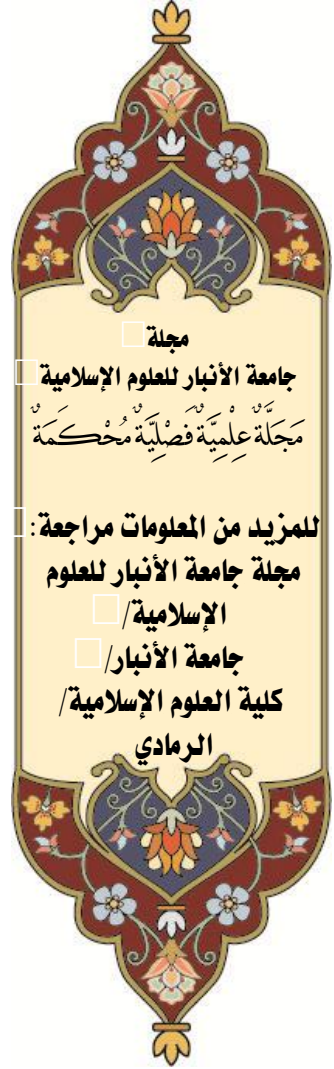 مجلة
جامعة الأنبار للعلوم الإسلامية
مَجَلَّةٌ عِلْمِيَّةٌ فَصْلِيَّةٌ مُحْكَمَةٌ
للمزيد من المعلومات مراجعة:
مجلة جامعة الأنبار للعلوم
الإسلامية/
جامعة الأنبار/
كلية العلوم الإسلامية/
الرمادي